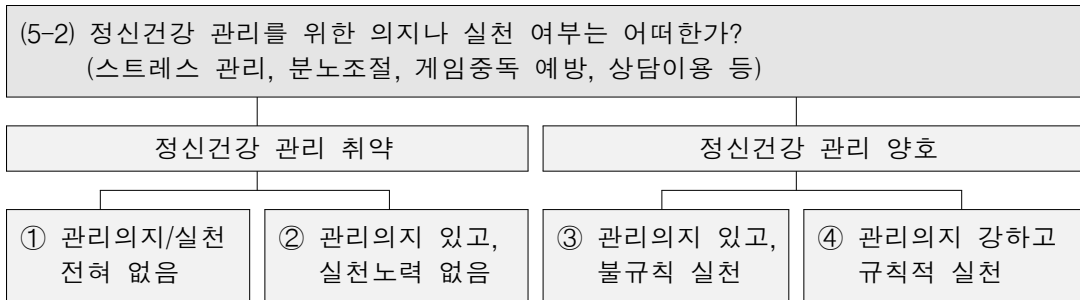 (5-2) 정신건강 관리를 위한 의지나 실천 여부는 어떠한가?
(스트레스 관리, 분노조절, 게임중독 예방, 상담이용 등)
정신건강 관리 취약
정신건강 관리 양호
① 관리의지/실천
전혀 없음
② 관리의지 있고,
실천노력 없음
③ 관리의지 있고,
불규칙 실천
④ 관리의지 강하고
규칙적 실천